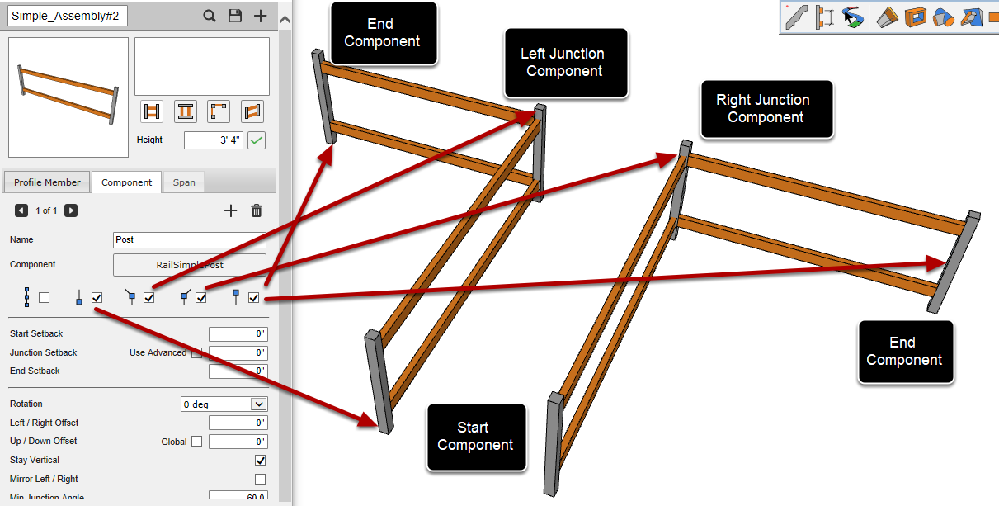 Simple_Assembly#2
Height
3' 4"
Profile Member
Component
Span
1 of 1
Name
Post
Component
RailSimplePost
Start Setback
0"
Junction Setback
Use Advanced
0"
End Setback
0"
Rotation
0 deg
Left / Right Offset
0"
Up / Down Offset
Global
0"
Stay Vertical
Mirror Left / Right
Min Junction Angle
60.0
End
Component
Left Junction
Component
Right Junction
Component
End
Component
Start
Component